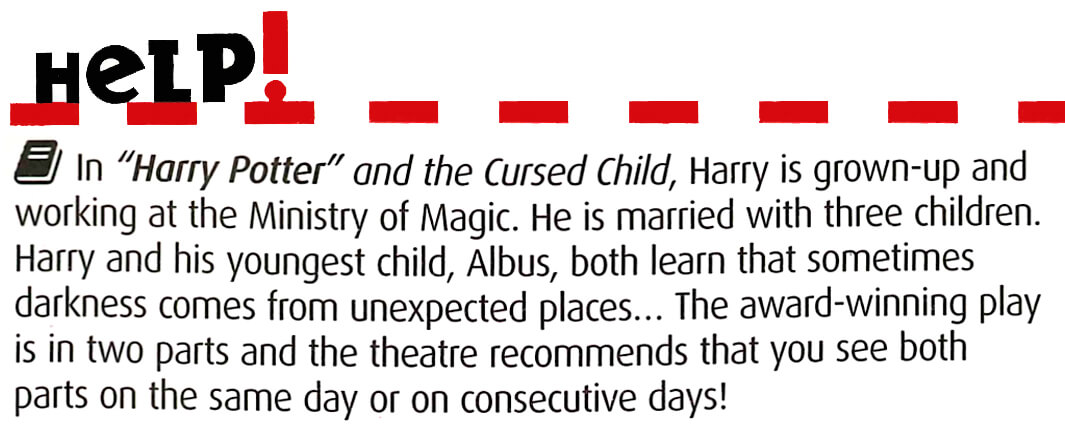 HeLP!
In "Harry Potter" and the Cursed Child, Harry is grown-up and
working at the Ministry of Magic. He is married with three children.
Harry and his youngest child, Albus, both learn that sometimes
darkness comes from unexpected places... The award-winning play
is in two parts and the theatre recommends that you see both
parts on the same day or on consecutive days!